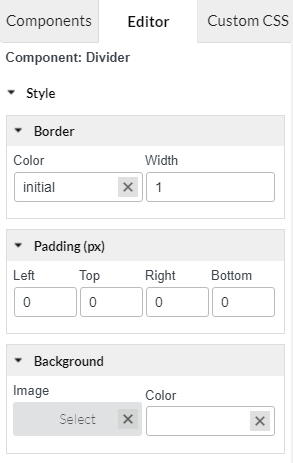 Components Editor Custom CSS
Component: Divider
Style
Border
Color Width
initial 1
Padding (px)
Left Top Right Bottom
0 0 0 0
Background
Image Color
Select